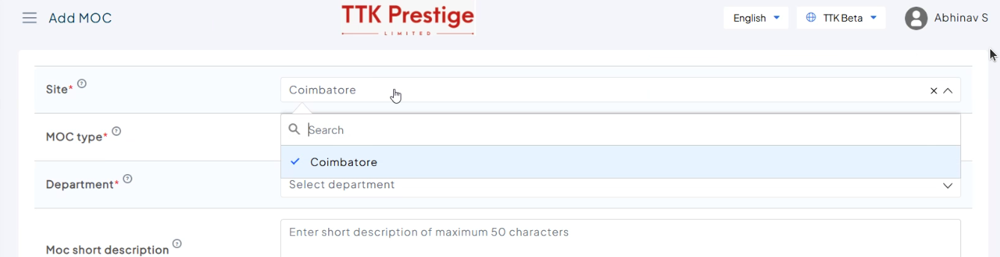 Add MOC
TTK Prestige
LIMITED
English
TTK Beta
Abhinav S
Site*
Coimbatore
Search
Coimbatore
MOC type*
Department*
Select department
Moc short description
Enter short description of maximum 50 characters